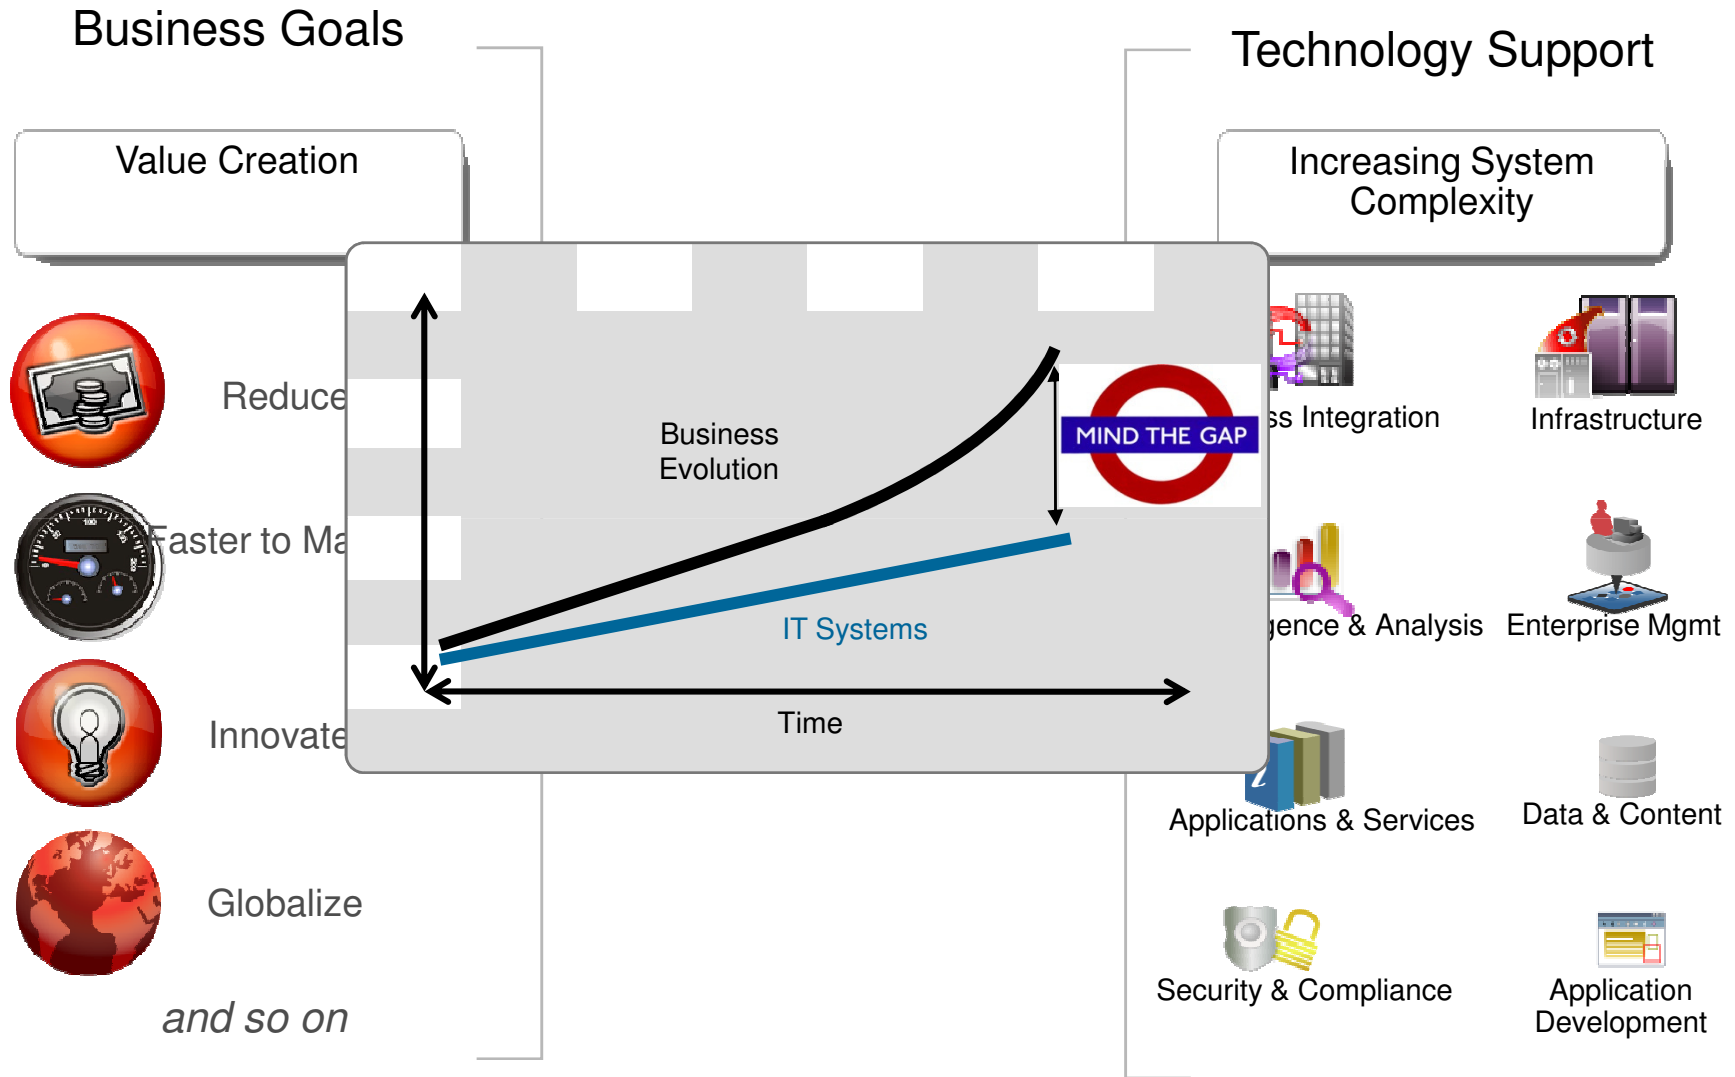 Business Goals
Technology Support
Value Creation
Increasing System
Complexity
Reduce
Faster to Ma
Innovate
Globalize
and so on
Business
Evolution
MIND THE GAP
IT Systems
Time
ss Integration
Infrastructure
gence & Analysis
Enterprise Mgmt
Applications & Services
Data & Content
Security & Compliance
Application
Development